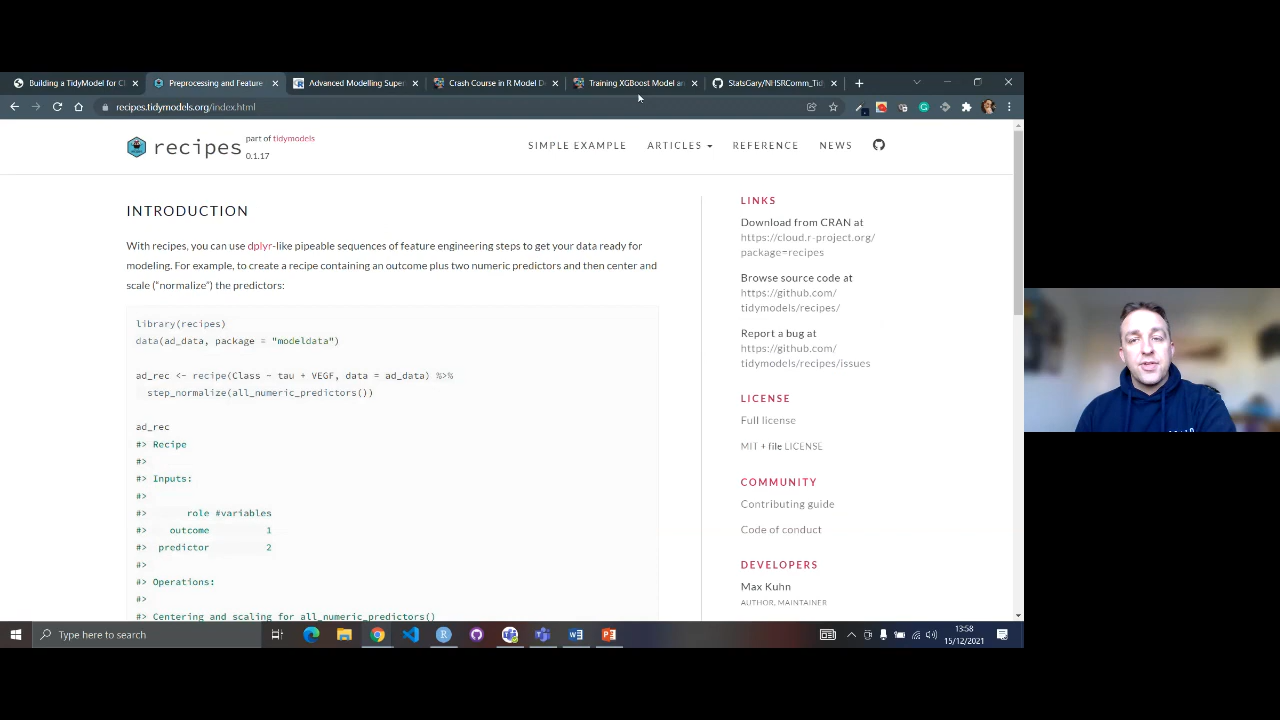 Building a TidyModel for Cl
Preprocessing and Feature
Advanced Modelling Super
Crash Course in R Model D
Training XGBoost Model an
StatsGary/NHSRComm_Tid
recipes.tidymodels.org/index.html
recipes
part of tidymodels
0.1.17
SIMPLE EXAMPLE
ARTICLES
REFERENCE
NEWS
INTRODUCTION
With recipes, you can use dplyr-like pipeable sequences of feature engineering steps to get your data ready for
modeling. For example, to create a recipe containing an outcome plus two numeric predictors and then center and
scale (“normalize”) the predictors:
library(recipes)
data(ad_data, package = "modeldata")
ad_rec <- recipe(Class ~ tau + VEGF, data = ad_data) %>%
step_normalize(all_numeric_predictors())
ad_rec
#> Recipe
#>
#> Inputs:
#>
#> role #variables
#> outcome 1
#> predictor 2
#>
#> Operations:
#>
#> Centering and scaling for all_numeric_predictors()
LINKS
Download from CRAN at
https://cloud.r-project.org/
package=recipes
Browse source code at
https://github.com/
tidymodels/recipes/
Report a bug at
https://github.com/
tidymodels/recipes/issues
LICENSE
Full license
MIT + file LICENSE
COMMUNITY
Contributing guide
Code of conduct
DEVELOPERS
Max Kuhn
AUTHOR, MAINTAINER
Type here to search
13:58
15/12/2021